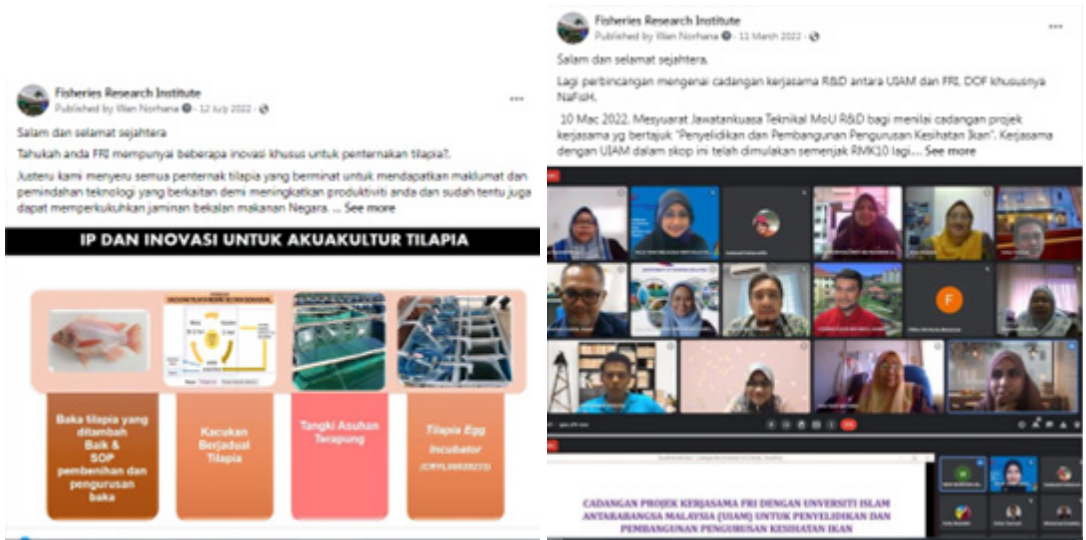 Fisheries Research Institute
Published by Wan Norhana · 12 July 2022 ·
Salam dan selamat sejahtera
Tahukah anda FRI mempunyai beberapa inovasi khusus untuk penternakan tilapia?.
Justeru kami menyeru semua penternak tilapia yang berminat untuk mendapatkan maklumat dan
pemindahan teknologi yang berkaitan demi meningkatkan produktiviti anda dan sudah tentu juga
dapat memperkukuhkan jaminan bekalan makanan Negara. ... See more
IP DAN INOVASI UNTUK AKUAKULTUR TILAPIA
Baka tilapia yang
ditambah
Baik &
SOP
pembenihan dan
pengurusan
baka
Kacukan
Berjadual
Tilapia
Tangki Asuhan
Terapung
Tilapia Egg
Incubator
Fisheries Research Institute
Published by Wan Norhana · 11 March 2022 ·
Salam dan selamat sejahtera.
Lagi perbincangan mengenai cadangan kerjasama R&D antara UIAM dan FRI, DOF khususnya
NaFisH.
10 Mac 2022. Mesyuarat Jawatankuasa Teknikal MoU R&D bagi menilai cadangan projek
kerjasama yg bertajuk "Penyelidikan dan Pembangunan Pengurusan Kesihatan Ikan". Kerjasama
dengan UIAM dalam skop ini telah dimulakan semenjak RMK10 lagi.... See more
F
CADANGAN PROJEK KERJASAMA FRI DENGAN UNVERSITI ISLAM
ANTARABANGSA MALAYSIA (UIAM) UNTUK PENYELIDIKAN DAN
PEMBANGUNAN PENGURUSAN KESIHATAN IKAN